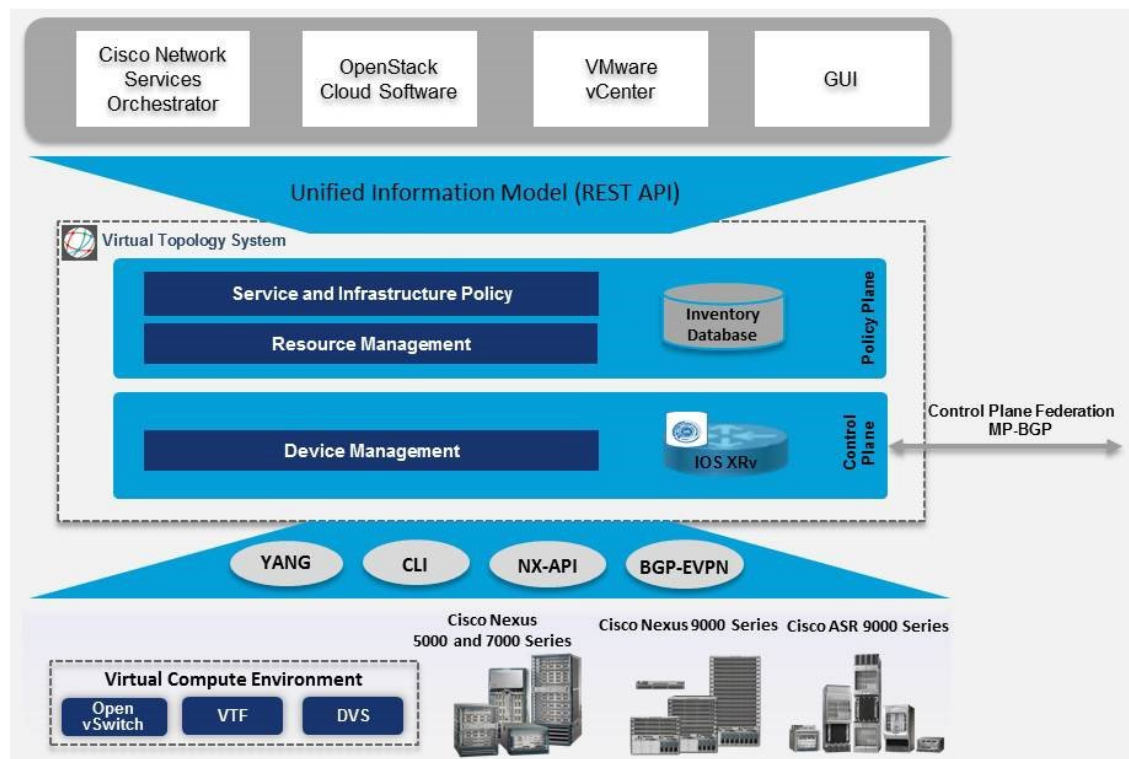 Cisco Network
Services
Orchestrator
OpenStack
Cloud Software
VMware
vCenter
GUI
Unified Information Model (REST API)
Virtual Topology System
Service and Infrastructure Policy
Resource Management
Inventory
Database
Policy Plane
Device Management
IOS XRv
Control
Plane
Control Plane Federation
MP-BGP
YANG
CLI
NX-API
BGP-EVPN
Cisco Nexus
5000 and 7000 Series
Cisco Nexus 9000 Series
Cisco ASR 9000 Series
Virtual Compute Environment
Open
vSwitch
VTF
DVS